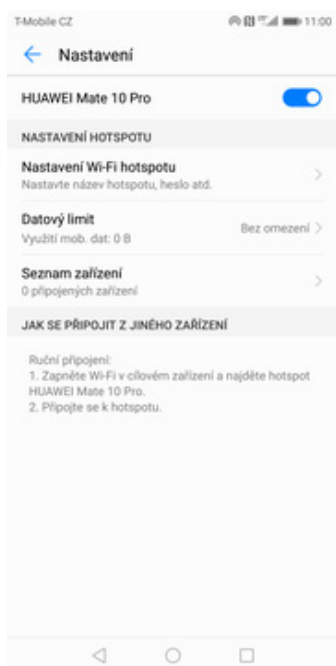 T-Mobile CZ 11:00
Nastavení
HUAWEI Mate 10 Pro
NASTAVENÍ HOTSPOTU
Nastavení Wi-Fi hotspotu
Nastavte název hotspotu, heslo atd.
Datový limit
Využití mob. dat: 0 B
Bez omezení
Seznam zařízení
0 připojených zařízení
JAK SE PŘIPOJIT Z JINÉHO ZAŘÍZENÍ
Ruční připojení:
1. Zapněte Wi-Fi v cílovém zařízení a najděte hotspot
HUAWEI Mate 10 Pro.
2. Připojte se k hotspotu.